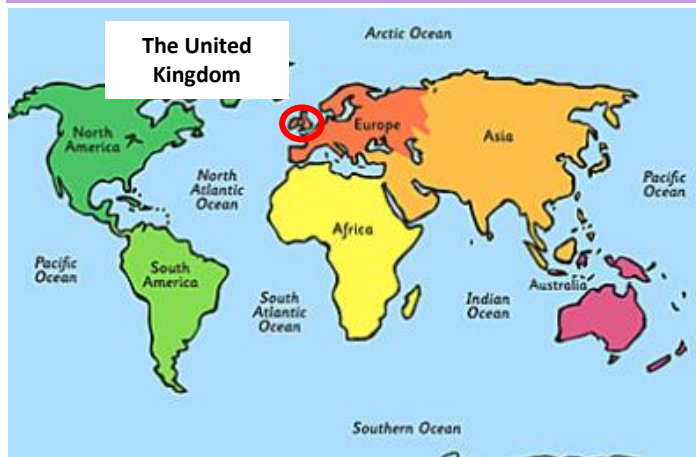 The United
Kingdom
Arctic Ocean
North
America
Europe
Asia
North
Atlantic
Ocean
Pacific
Ocean
Africa
Pacific
Ocean
South
America
South
Atlantic
Ocean
Indian
Ocean
Australia
Southern Ocean